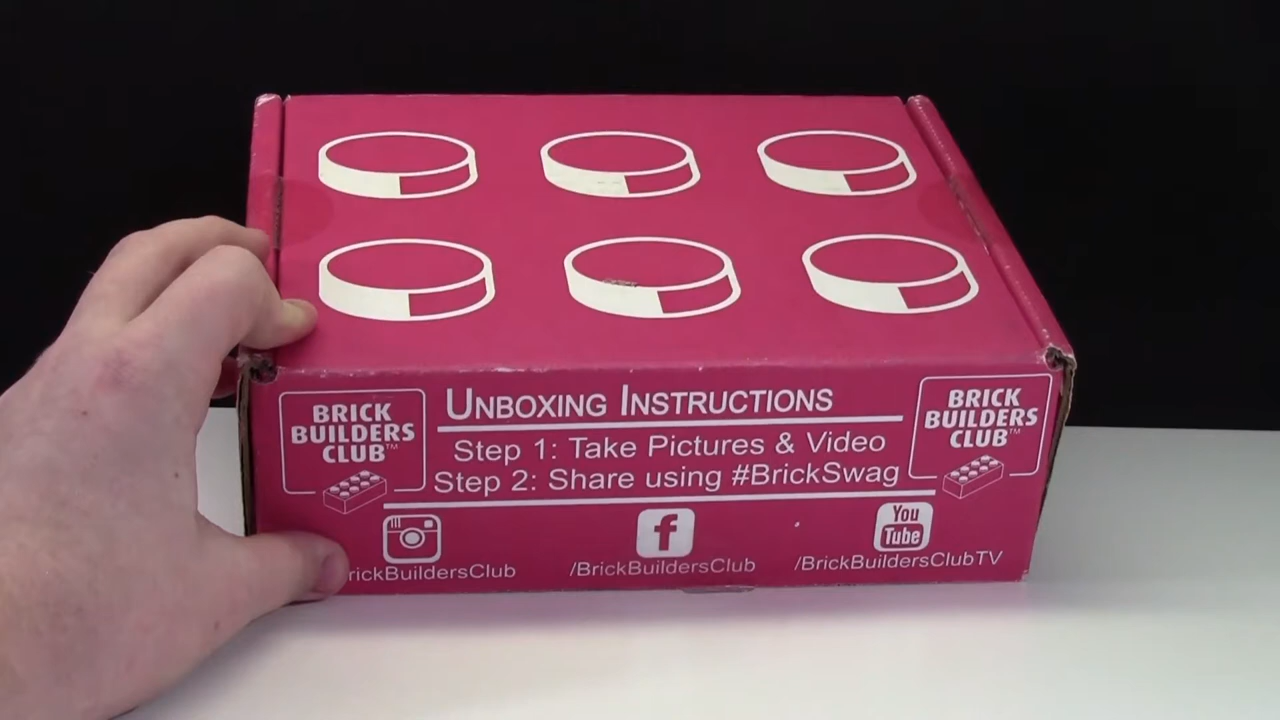 UNBOXING INSTRUCTIONS
BRICK
BUILDERS
CLUB™
Step 1: Take Pictures & Video
Step 2: Share using #BrickSwag
BRICK
BUILDERS
CLUB™
rickBuildersClub
/BrickBuildersClub
You
Tube
/BrickBuildersClubTV